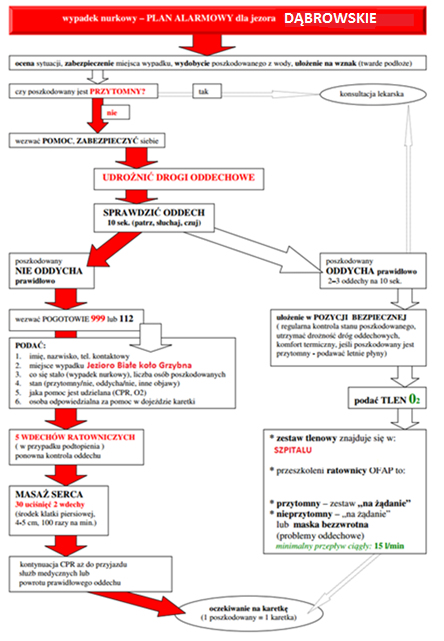 wypadek nurkowy – PLAN ALARMOWY dla jezora DĄBROWSKIE
ocena sytuacji, zabezpieczenie miejsca wypadku, wydobycie poszkodowanego z wody, ułożenie na wznak (twarde podłoże)
czy poszkodowany jest PRZYTOMNY?
tak
konsultacja lekarska
nie
wezwać POMOC, ZABEZPIECZYĆ siebie
UDROŻNIĆ DROGI ODDECHOWE
SPRAWDZIĆ ODDECH
10 sek. (patrz, słuchaj, czuj)
poszkodowany
NIE ODDYCHA
prawidłowo
poszkodowany
ODDYCHA prawidłowo
2–3 oddechy na 10 sek.
wezwać POGOTOWIE 999 lub 112
PODAĆ:
1. imię, nazwisko, tel. kontaktowy
2. miejsce wypadku Jezioro Białe koło Grzybna
3. co się stało (wypadek nurkowy), liczba osób poszkodowanych
4. stan (przytomny/nie, oddycha/nie, inne objawy)
5. jaka pomoc jest udzielana (CPR, O2)
6. osoba odpowiedzialna za pomoc w dojeździe karetki
ułożenie w POZYCJI BEZPIECZNEJ
( regularna kontrola stanu poszkodowanego,
utrzymać drożność dróg oddechowych,
komfort termiczny, jeśli poszkodowany jest
przytomny - podawać letnie płyny)
podać TLEN O2
5 WDECHÓW RATOWNICZYCH
( w przypadku podtopienia )
ponowna kontrola oddechu
MASAŻ SERCA
30 uciśnięć 2 wdechy
(środek klatki piersiowej,
4-5 cm, 100 razy na min.)
kontynuacja CPR aż do przyjazdu
służb medycznych lub
powrotu prawidłowego oddechu
* zestaw tlenowy znajduje się w:
SZPITALU
* przeszkoleni ratownicy OFAP to:
* przytomny – zestaw „na żądanie”
* nieprzytomny – „na żądanie”
lub maska bezzwrotna
(problemy oddechowe)
minimalny przepływ ciągły: 15 l/min
oczekiwanie na karetkę
(1 poszkodowany = 1 karetka)